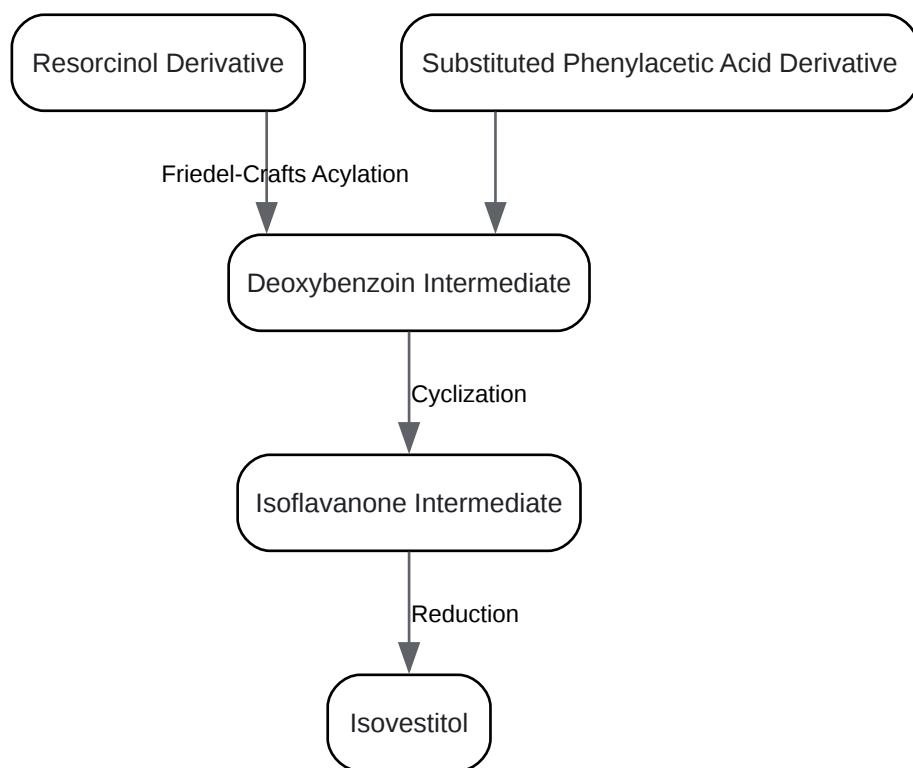 Resorcinol Derivative
Substituted Phenylacetic Acid Derivative
Friedel-Crafts Acylation
Deoxybenzoin Intermediate
Cyclization
Isoflavanone Intermediate
Reduction
Isovestitol